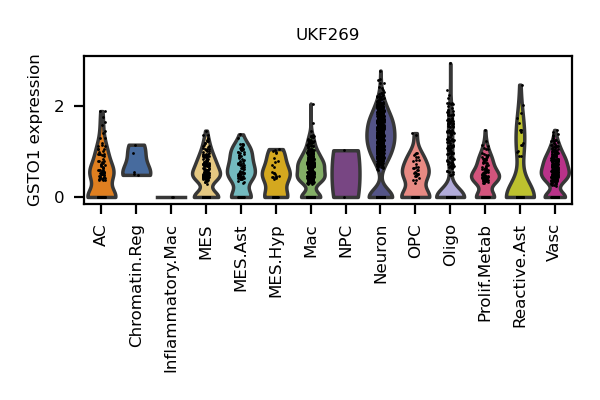 UKF269
GSTO1 expression
2
0
AC
Chromatin.Reg
Inflammatory.Mac
MES
MES.Ast
MES.Hyp
Mac
NPC
Neuron
OPC
Oligo
Prolif.Metab
Reactive.Ast
Vasc